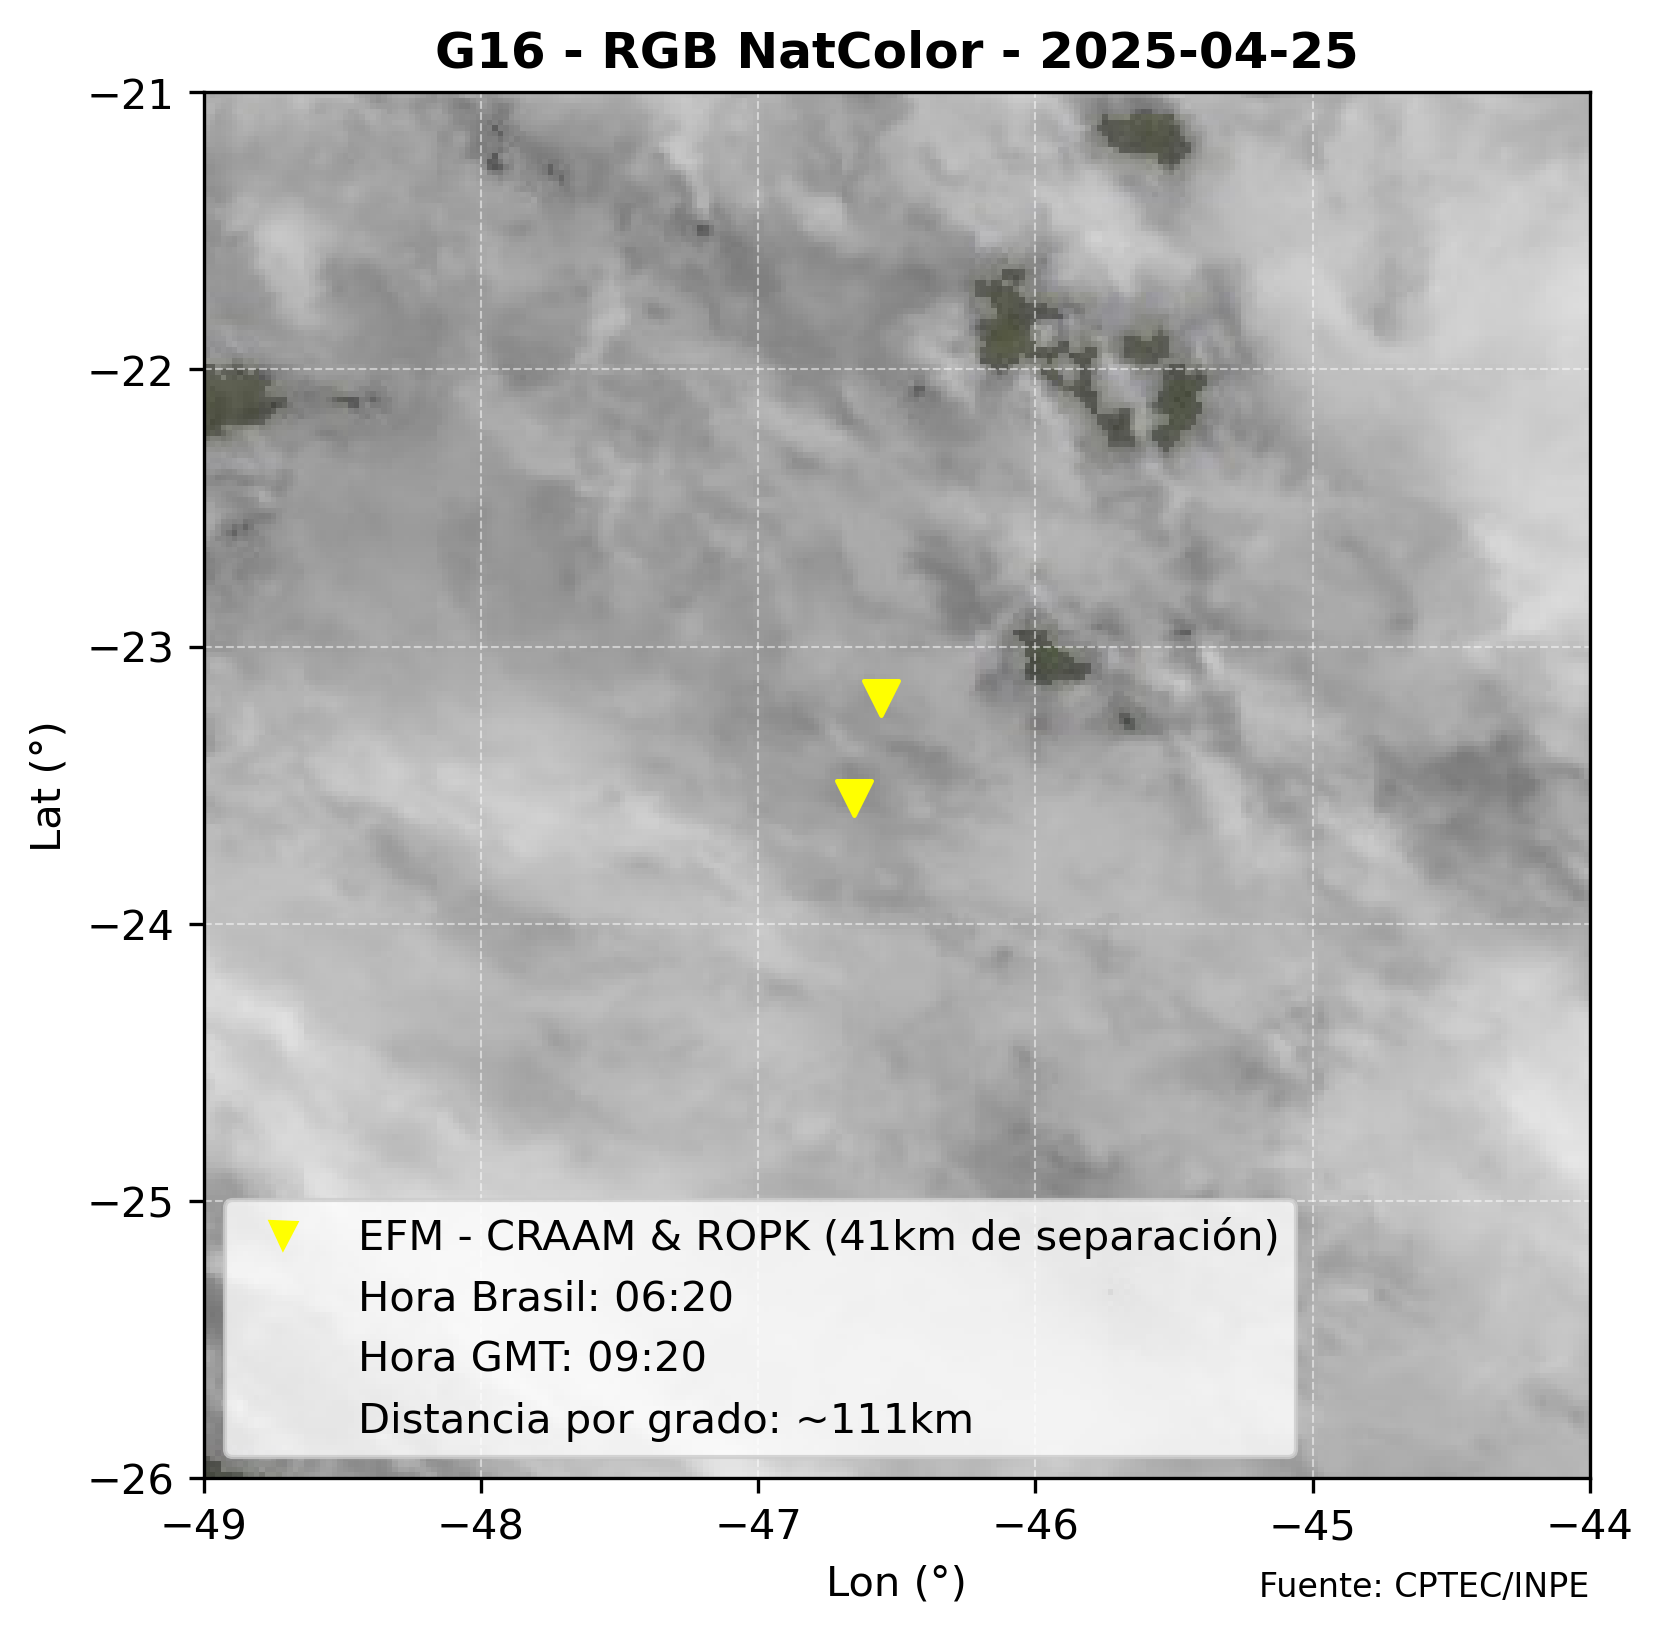 G16 - RGB NatColor - 2025-04-25
−21
−22
−23
−24
−25
−26
Lat (°)
EFM - CRAAM & ROPK (41km de separación)
Hora Brasil: 06:20
Hora GMT: 09:20
Distancia por grado: ~111km
−49
−48
−47
−46
−45
−44
Lon (°)
Fuente: CPTEC/INPE